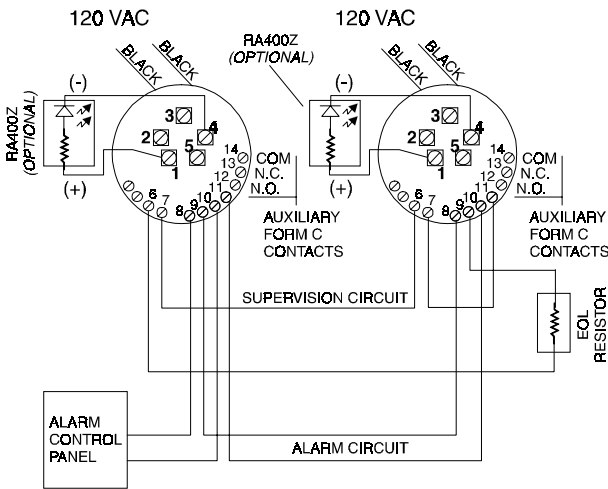 120 VAC
120 VAC
RA400Z
(OPTIONAL)
BLACK
BLACK
BLACK
BLACK
RA400Z
(OPTIONAL)
(-)
(+)
3
2
4
1
5
14
13
12
11
10
9
8
7
6
COM
N.C.
N.O.
AUXILIARY
FORM C
CONTACTS
(-)
(+)
3
2
4
1
5
14
13
12
11
10
9
8
7
6
COM
N.C.
N.O.
AUXILIARY
FORM C
CONTACTS
SUPERVISION CIRCUIT
EOL
RESISTOR
ALARM
CONTROL
PANEL
ALARM CIRCUIT